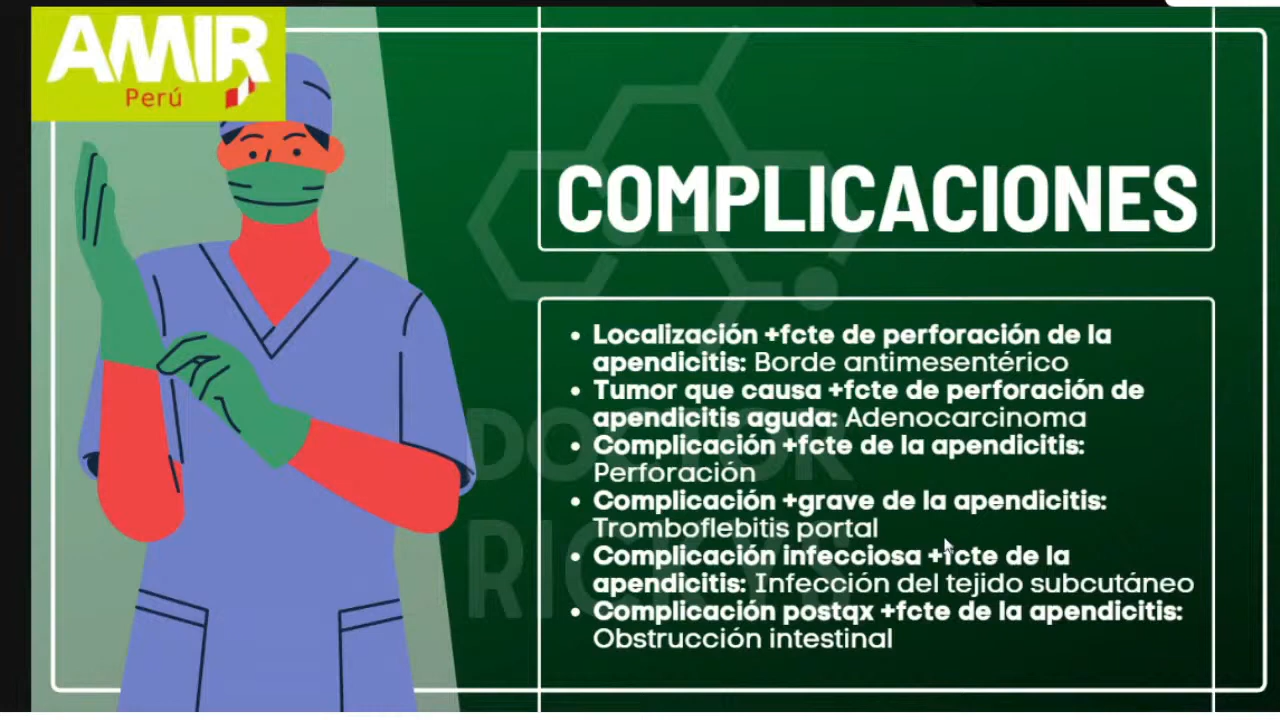 AMIR
Perú
COMPLICACIONES
• Localización +fcte de perforación de la
apendicitis: Borde antimesentérico
• Tumor que causa +fcte de perforación de
apendicitis aguda: Adenocarcinoma
• Complicación +fcte de la apendicitis:
Perforación
• Complicación +grave de la apendicitis:
Tromboflebitis portal
• Complicación infecciosa +fcte de la
apendicitis: Infección del tejido subcutáneo
• Complicación postqx +fcte de la apendicitis:
Obstrucción intestinal